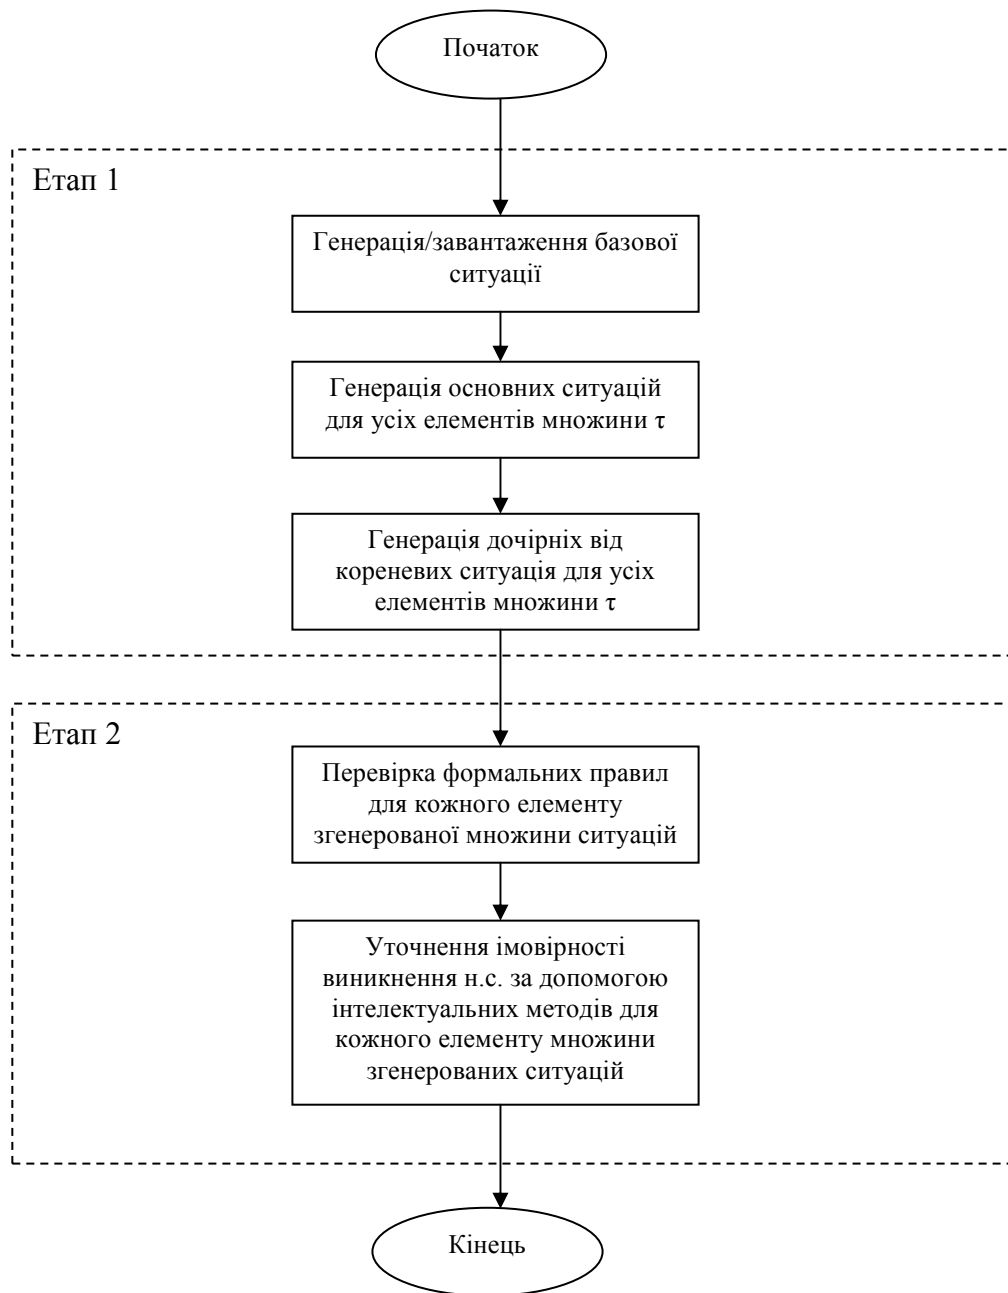 Початок
Етап 1
Генерація/завантаження базової
ситуації
Генерація основних ситуацій
для усіх елементів множини τ
Генерація дочірніх від
кореневих ситуація для усіх
елементів множини τ
Етап 2
Перевірка формальних правил
для кожного елементу
згенерованої множини ситуацій
Уточнення імовірності
виникнення н.с. за допомогою
інтелектуальних методів для
кожного елементу множини
згенерованих ситуацій
Кінець